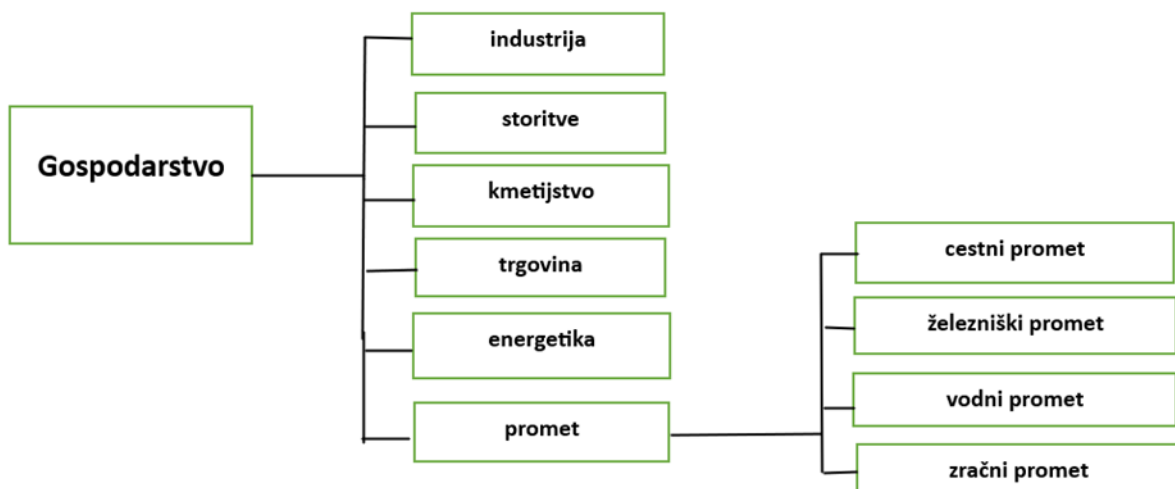 Gospodarstvo
industrija
storitve
kmetijstvo
trgovina
energetika
promet
cestni promet
železniški promet
vodni promet
zračni promet